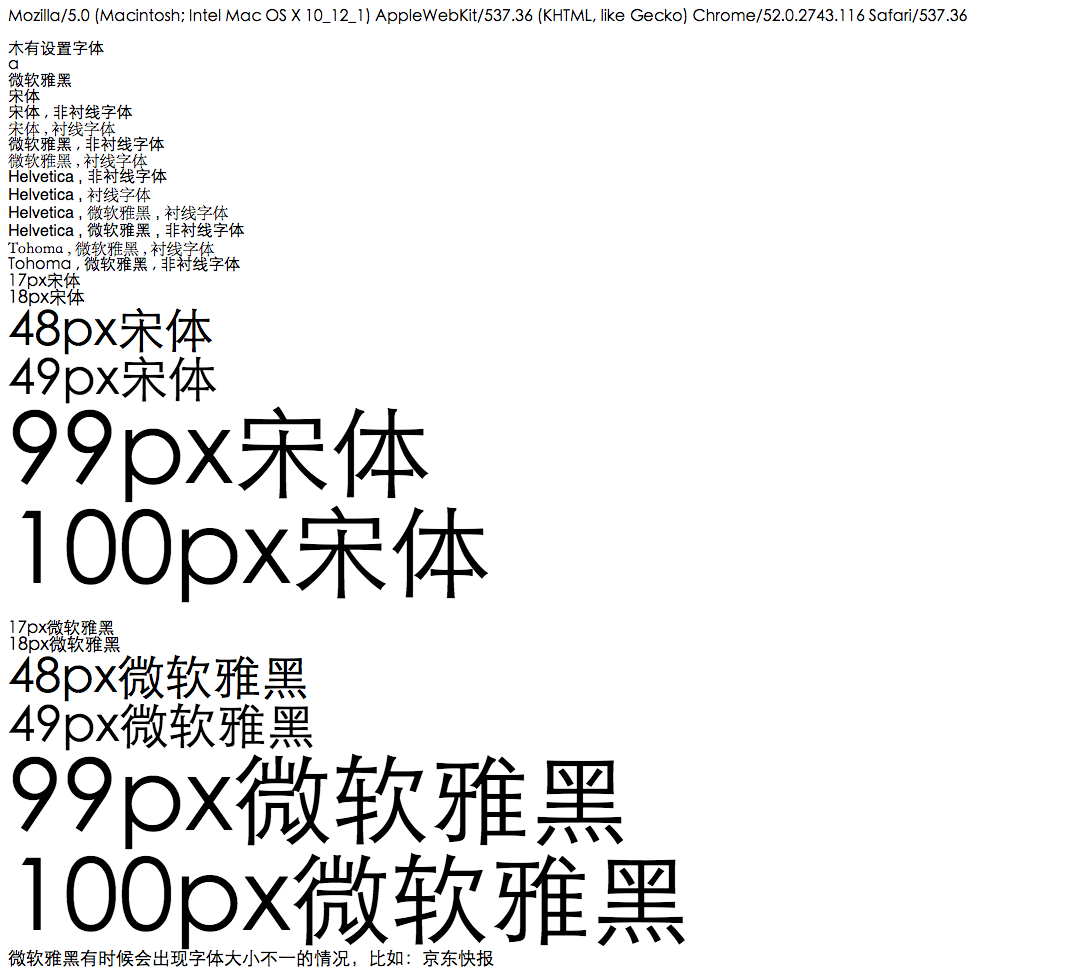 Mozilla/5.0 (Macintosh; Intel Mac OS X 10_12_1) AppleWebKit/537.36 (KHTML, like Gecko) Chrome/52.0.2743.116 Safari/537.36
木有设置字体
a
微软雅黑
宋体
宋体 , 非衬线字体
宋体 , 衬线字体
微软雅黑 , 非衬线字体
微软雅黑 , 衬线字体
Helvetica , 非衬线字体
Helvetica , 衬线字体
Helvetica , 微软雅黑 , 衬线字体
Helvetica , 微软雅黑 , 非衬线字体
Tohoma , 微软雅黑 , 衬线字体
Tohoma , 微软雅黑 , 非衬线字体
17px宋体
18px宋体
48px宋体
49px宋体
99px宋体
100px宋体
17px微软雅黑
18px微软雅黑
48px微软雅黑
49px微软雅黑
99px微软雅黑
100px微软雅黑
微软雅黑有时候会出现字体大小不一的情况，比如：京东快报